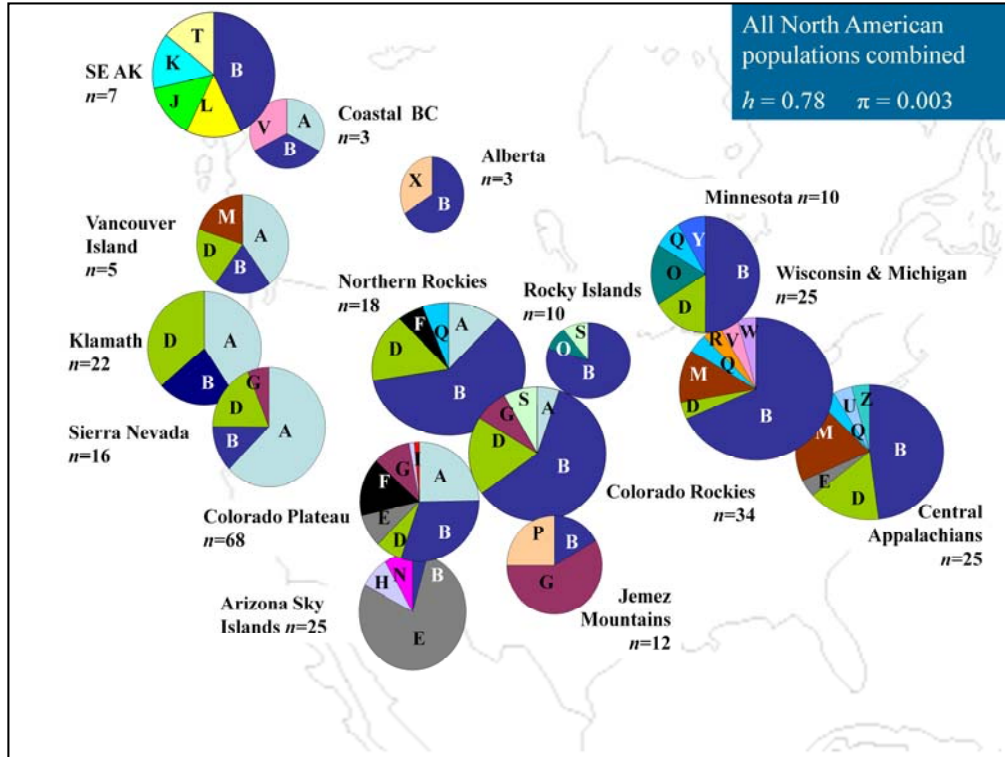 All North American
populations combined
h = 0.78 π = 0.003
SE AK
n=7
T
K
B
J
L
Coastal BC
n=3
V
A
B
Alberta
n=3
X
B
Minnesota n=10
Q
Y
O
B
D
Vancouver
Island
n=5
M
A
D
B
Wisconsin & Michigan
n=25
R
V
W
Q
M
D
B
Northern Rockies
n=18
F
Q
A
D
B
Rocky Islands
n=10
S
O
B
Klamath
n=22
D
A
B
Sierra Nevada
n=16
G
D
A
B
Colorado Rockies
n=34
S
A
G
D
B
Central
Appalachians
n=25
U
Z
Q
M
B
E
D
Colorado Plateau
n=68
G
F
A
E
B
D
I
Jemez
Mountains
n=12
P
B
G
Arizona Sky
Islands n=25
N
B
H
E